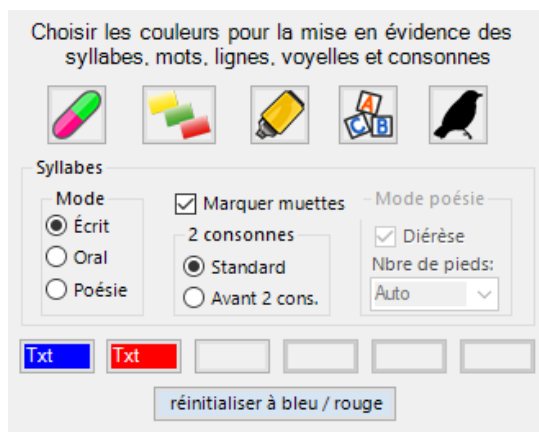 Choisir les couleurs pour la mise en évidence des
syllabes, mots, lignes, voyelles et consonnes
A
C B
Syllabes
Mode
Écrit
Oral
Poésie
Marquer muettes
2 consonnes
Standard
Avant 2 cons.
Mode poésie
Diérèse
Nbre de pieds:
Auto
Txt Txt
réinitialiser à bleu / rouge